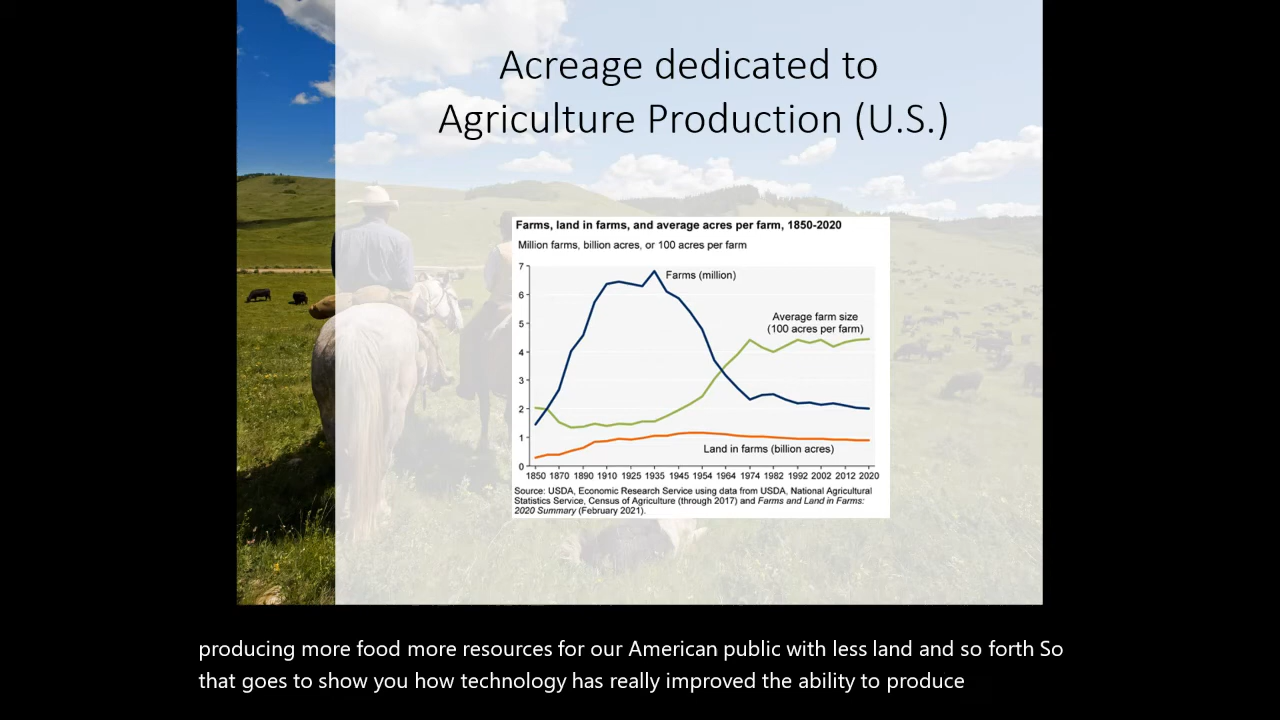 Acreage dedicated to
Agriculture Production (U.S.)
Farms, land in farms, and average acres per farm, 1850-2020
Million farms, billion acres, or 100 acres per farm
7
Farms (million)
6
5
Average farm size
(100 acres per farm)
4
3
2
1
Land in farms (billion acres)
0
1850 1870 1890 1910 1925 1935 1945 1954 1964 1974 1982 1992 2002 2012 2020
Source: USDA, Economic Research Service using data from USDA, National Agricultural
Statistics Service, Census of Agriculture (through 2017) and Farms and Land in Farms:
2020 Summary (February 2021).
producing more food more resources for our American public with less land and so forth So
that goes to show you how technology has really improved the ability to produce